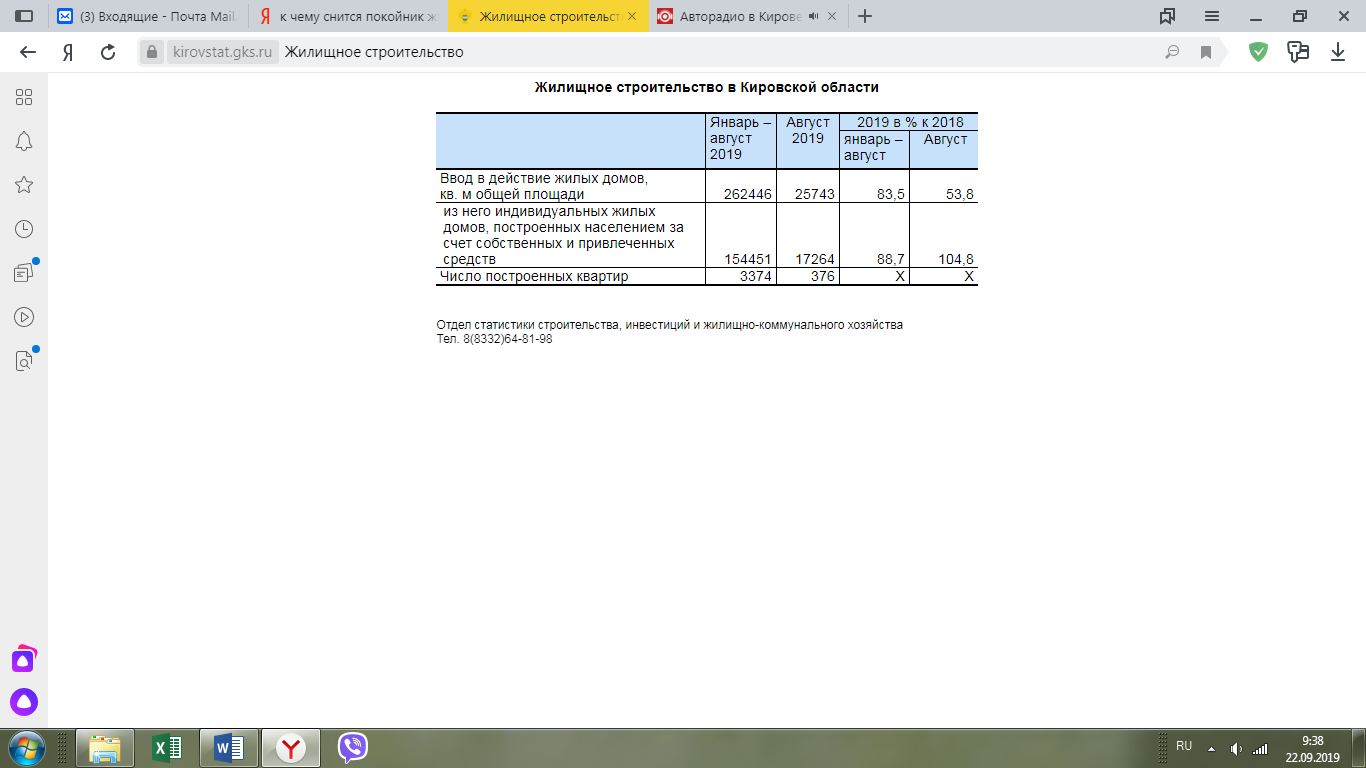 (3) Входящие - Почта Mail.
к чему снится покойник ж
Жилищное строительст
Авторадио в Кирове
kirovstat.gks.ru Жилищное строительство
Жилищное строительство в Кировской области
Январь –
август
2019
Август
2019
2019 в % к 2018
январь –
август
Август
Ввод в действие жилых домов,
кв. м общей площади 262446 25743 83,5 53,8
из него индивидуальных жилых
домов, построенных населением за
счет собственных и привлеченных
средств 154451 17264 88,7 104,8
Число построенных квартир 3374 376 X X
Отдел статистики строительства, инвестиций и жилищно-коммунального хозяйства
Тел. 8(8332)64-81-98
RU
9:38
22.09.2019